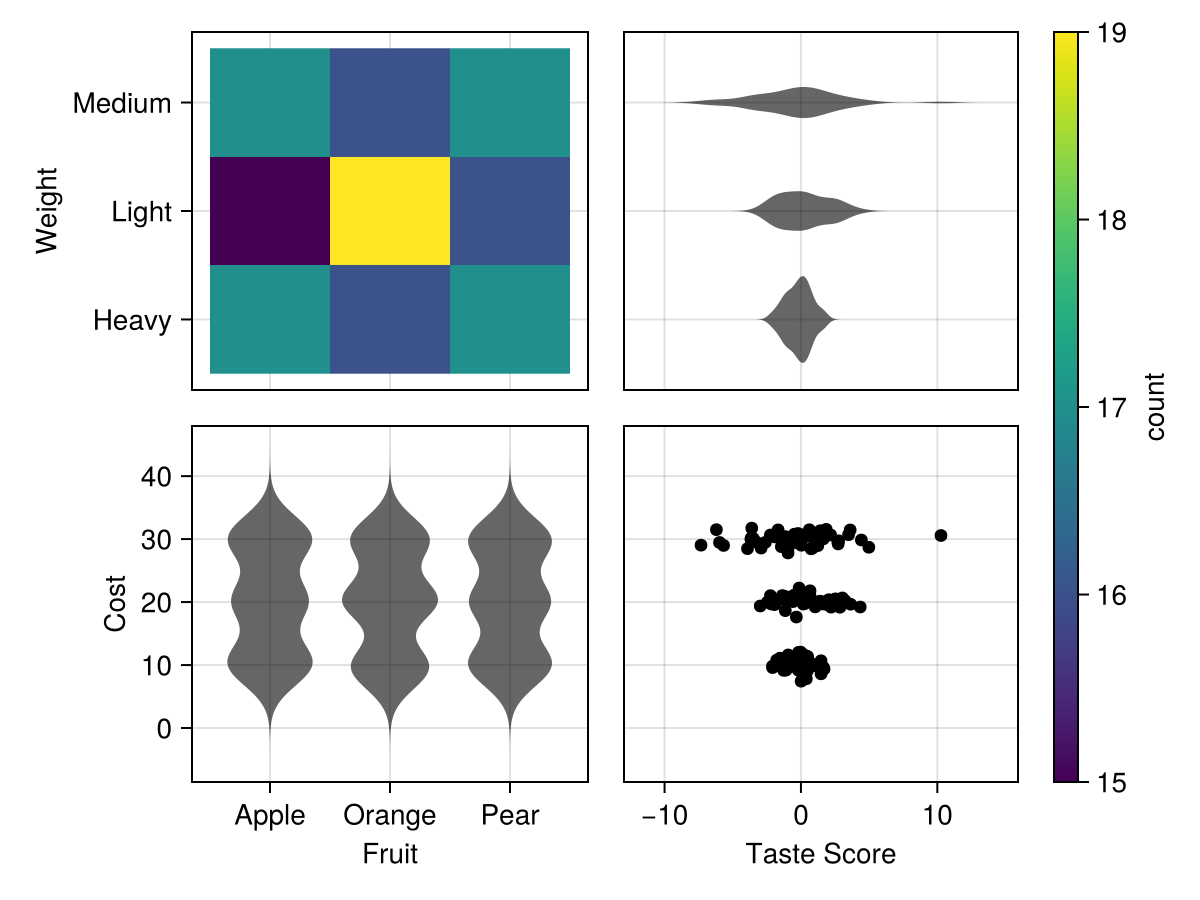 Weight
Medium
Light
Heavy
19
18
17
16
15
count
Cost
40
30
20
10
0
Apple Orange Pear
Fruit
−10 0 10
Taste Score